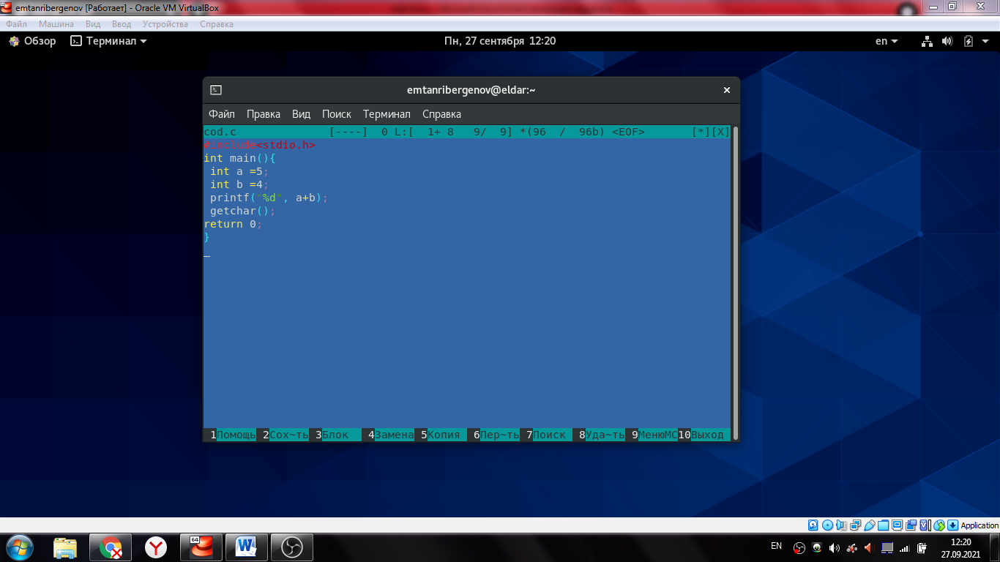 emtanribergenov [Работает] - Oracle VM VirtualBox
Файл Машина Вид Ввод Устройства Справка
Обзор Терминал Пн, 27 сентября 12:20 en
emtanribergenov@eldar:~
Файл Правка Вид Поиск Терминал Справка
cod.c [----] 0 L:[ 1+ 8 9/ 9] *(96 / 96b) <EOF> [*][X]
#include<stdio.h>
int main(){
int a =5;
int b =4;
printf("%d", a+b);
getchar();
return 0;
}
1Помощь 2Сох~ть 3Блок 4Замена 5Копия 6Пер~ть 7Поиск 8Уда~ть 9МенюMC 10Выход
Application
64
EN 12:20
27.09.2021